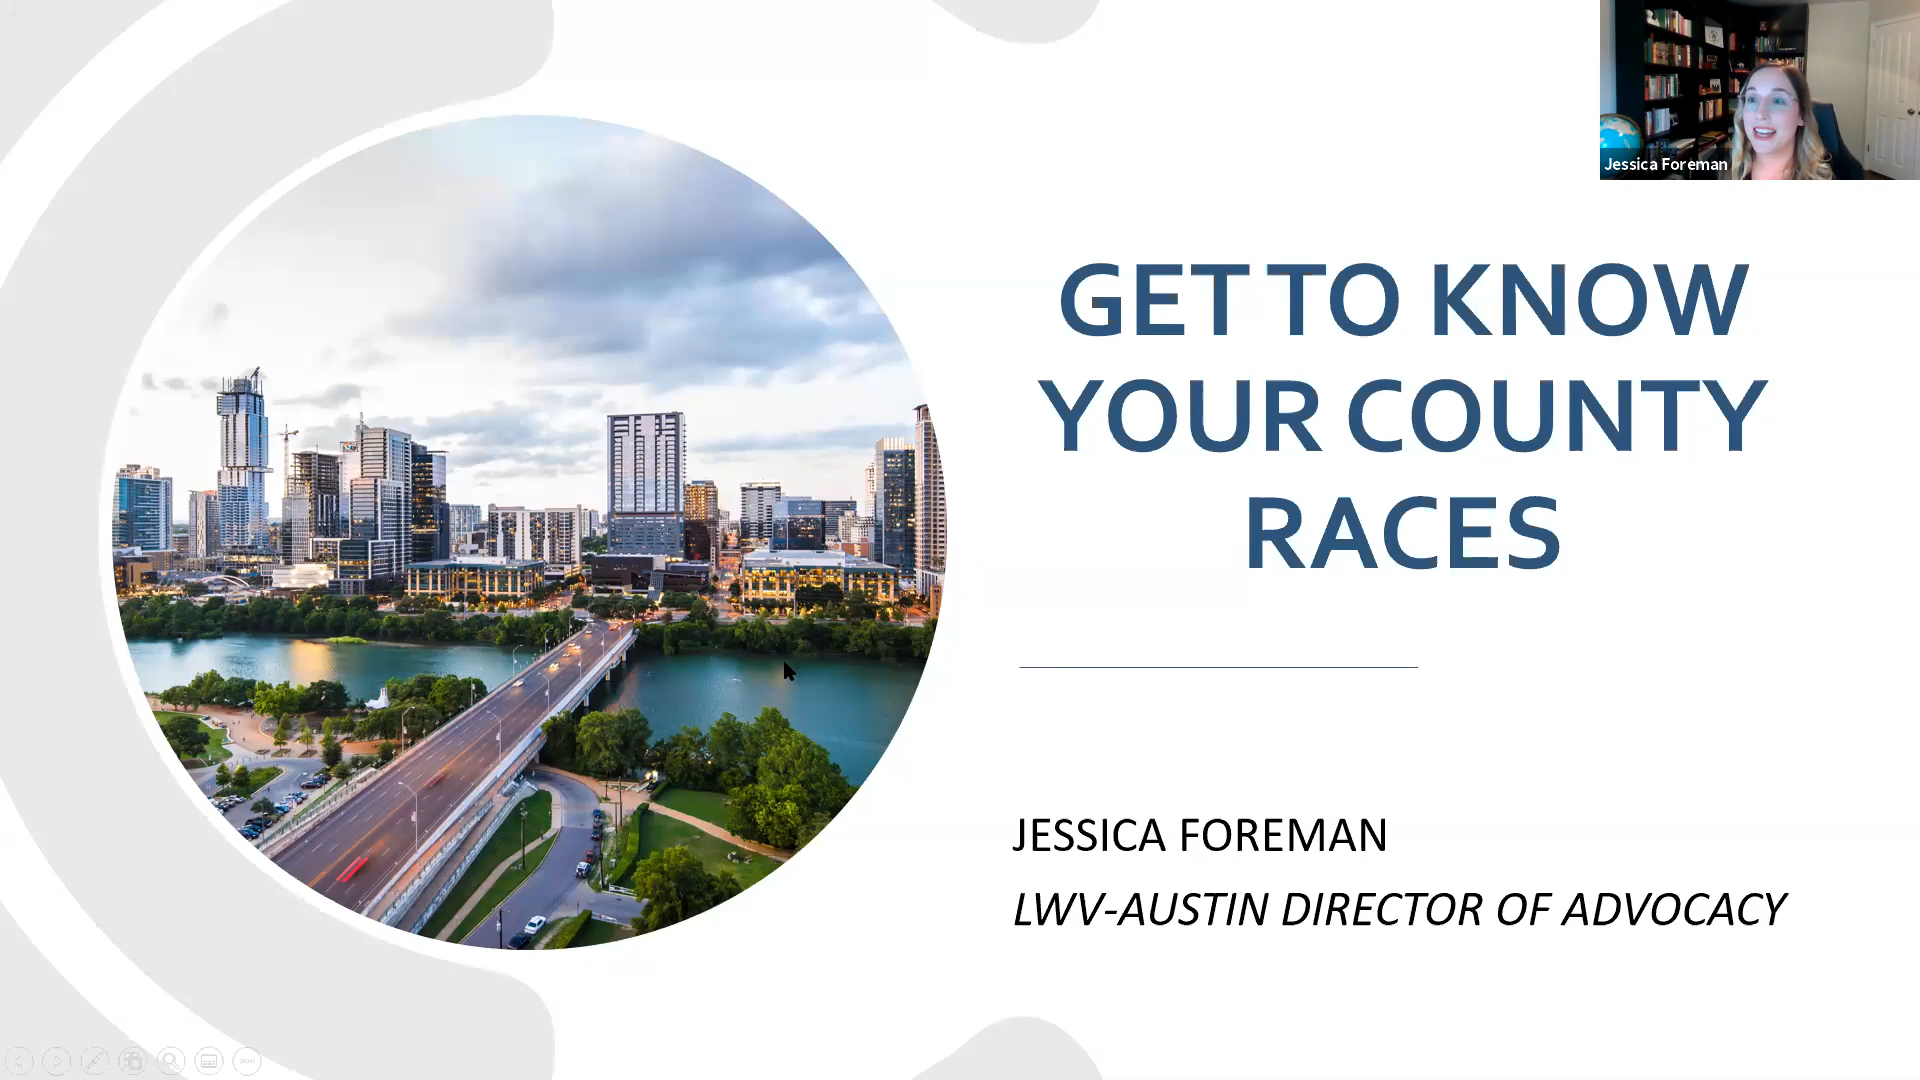 Jessica Foreman
GET TO KNOW
YOUR COUNTY
RACES
JESSICA FOREMAN
LWV-AUSTIN DIRECTOR OF ADVOCACY